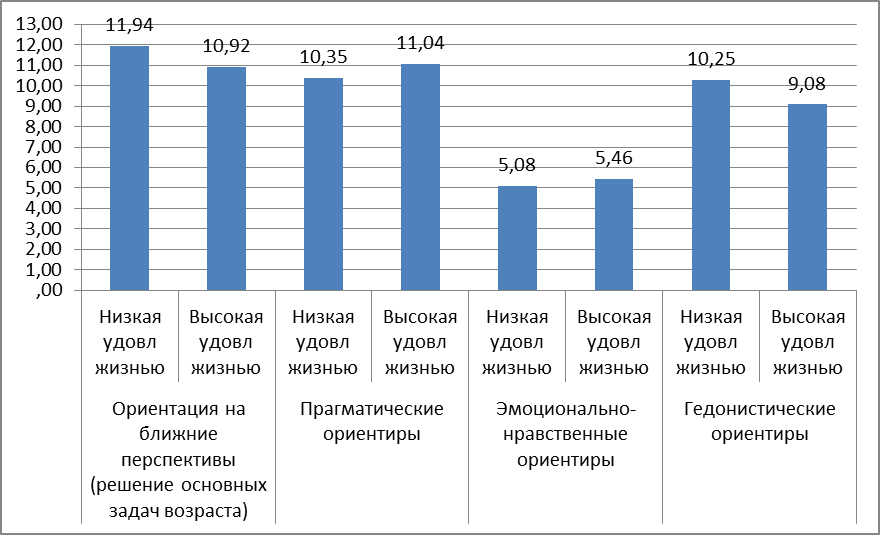 13,00
12,00
11,00
10,00
9,00
8,00
7,00
6,00
5,00
4,00
3,00
2,00
1,00
,00
11,94
10,92
10,35
11,04
5,08
5,46
10,25
9,08
Низкая
удовл
жизнью
Высокая
удовл
жизнью
Низкая
удовл
жизнью
Высокая
удовл
жизнью
Низкая
удовл
жизнью
Высокая
удовл
жизнью
Низкая
удовл
жизнью
Высокая
удовл
жизнью
Ориентация на
ближние
перспективы
(решение основных
задач возраста)
Прагматические
ориентиры
Эмоционально-
нравственные
ориентиры
Гедонистические
ориентиры